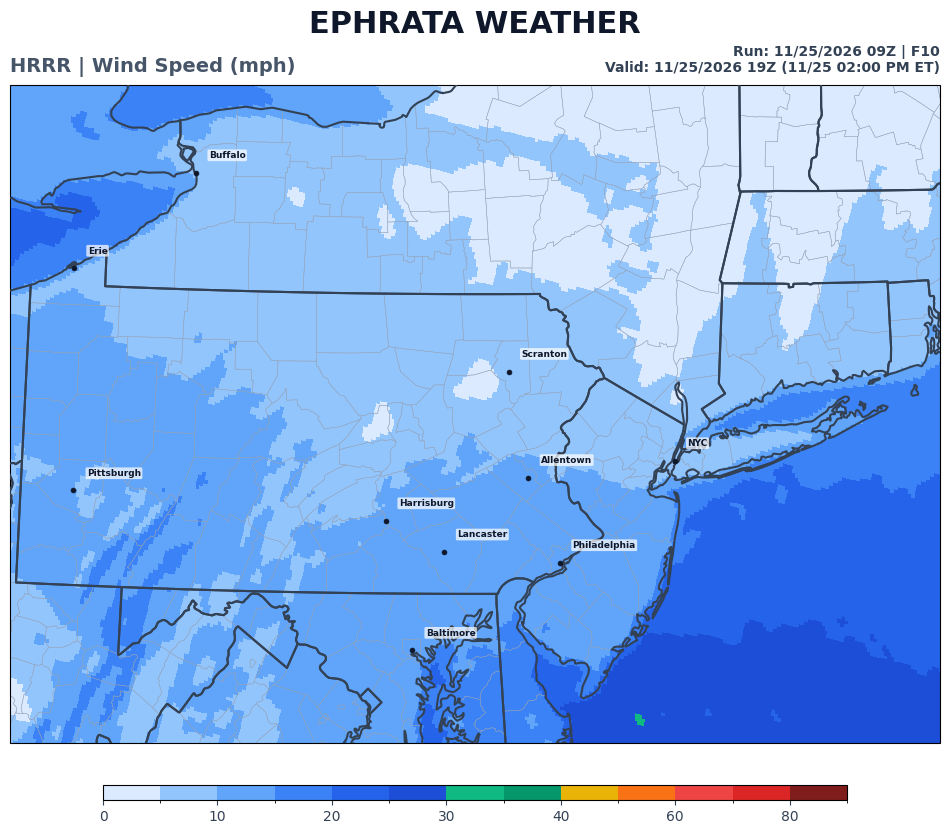 EPHRATA WEATHER
HRRR | Wind Speed (mph)
Run: 11/25/2026 09Z | F10
Valid: 11/25/2026 19Z (11/25 02:00 PM ET)
Buffalo
Erie
Scranton
NYC
Allentown
Pittsburgh
Harrisburg
Lancaster
Philadelphia
Baltimore
0 10 20 30 40 50 60 70 80